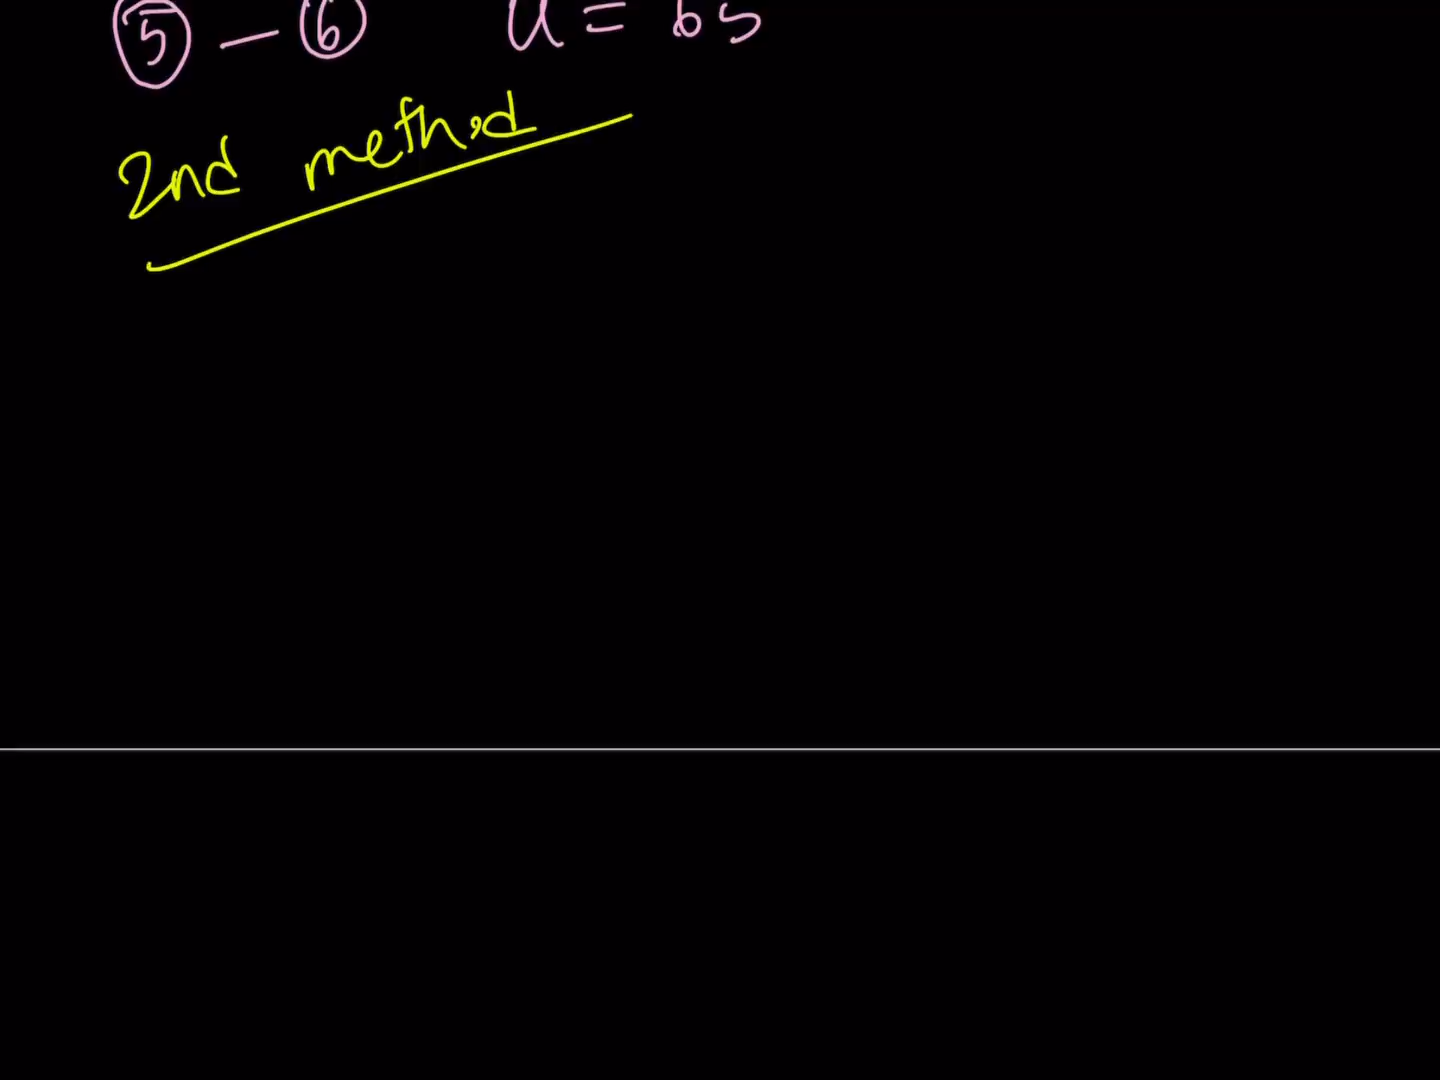 ⑤ - ⑥ u = 65
2nd method